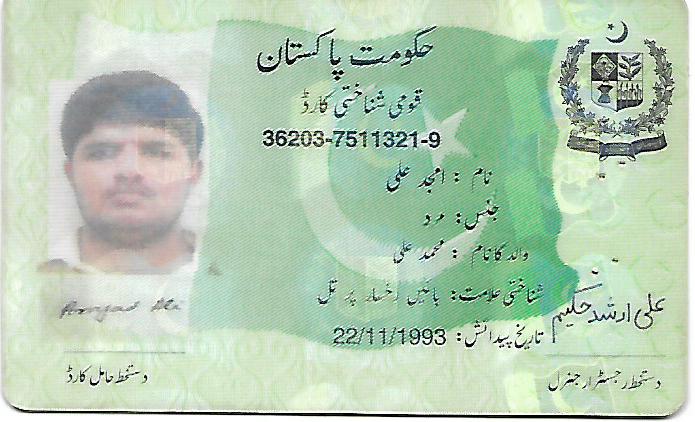 حکومت پاکستان
قومی شناختی کارڈ
36203-7511321-9
نام : امجد علی
جنس: مرد
والد کا نام : محمد علی
شناختی علامت: بائیں رخسار پر تل
تاریخ پیدائش: 22/11/1993
Amjad Ali
علی ارشد حکیم
دستخط حامل کارڈ
دستخط رجسٹرار جنرل